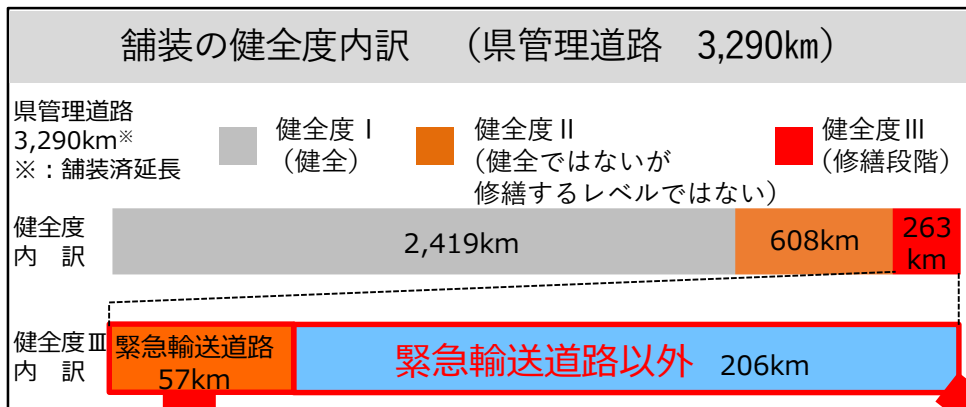 舗装の健全度内訳 （県管理道路 3,290㎞）
県管理道路
3,290km※
※：舗装済延長
健全度Ⅰ
（健全）
健全度Ⅱ
（健全ではないが
修繕するレベルではない）
健全度Ⅲ
（修繕段階）
健全度
内 訳
2,419km
608km
263
km
健全度Ⅲ
内 訳
緊急輸送道路
57km
緊急輸送道路以外 206km